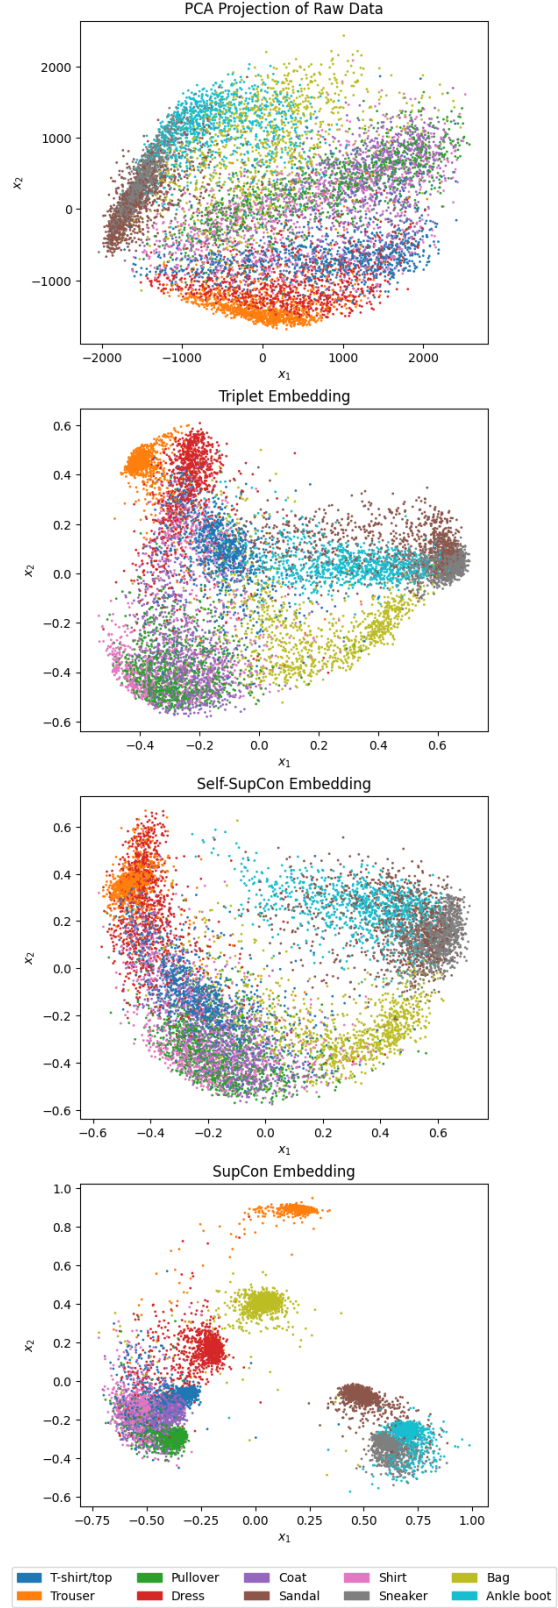 PCA Projection of Raw Data
2000
1000
0
−1000
x₂
−2000 −1000 0 1000 2000
x₁
Triplet Embedding
0.6
0.4
0.2
0.0
−0.2
−0.4
−0.6
x₂
−0.4 −0.2 0.0 0.2 0.4 0.6
x₁
Self-SupCon Embedding
0.6
0.4
0.2
0.0
−0.2
−0.4
−0.6
x₂
−0.6 −0.4 −0.2 0.0 0.2 0.4 0.6
x₁
SupCon Embedding
1.0
0.8
0.6
0.4
0.2
0.0
−0.2
−0.4
−0.6
x₂
−0.75 −0.50 −0.25 0.00 0.25 0.50 0.75 1.00
x₁
T-shirt/top Pullover Coat Shirt Bag
Trouser Dress Sandal Sneaker Ankle boot